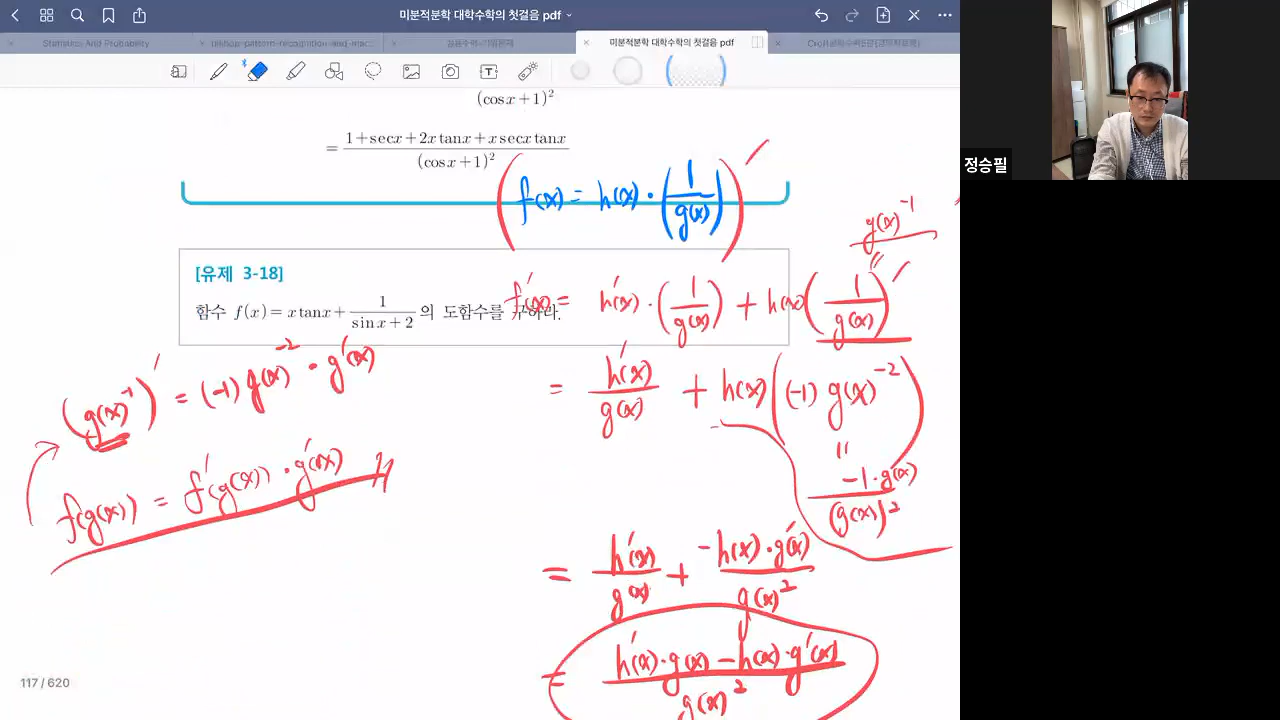 미분적분학 대학수학의 첫걸음 pdf
Statistics And Probability
미분적분학 대학수학의 첫걸음 pdf
(cos x + 1)²
= (1 + sec x + 2x tan x + x sec x tan x) / (cos x + 1)²
정승필
(f(x) = h(x) · (1/g(x)))′
g(x)⁻¹
[유제 3-18]
함수 f(x) = x tan x + 1/(sin x + 2) 의 도함수를 구하라.
f′(x) = h′(x) · (1/g(x)) + h(x) (1/g(x))′
(g(x)⁻¹)′ = (-1) g(x)⁻² · g′(x)
= h′(x)/g(x) + h(x) ((-1) g(x)⁻²)
f(g(x)) = f′(g(x)) · g′(x)
-1 · g′(x) / (g(x))²
= h′(x)/g(x) + -h(x) · g′(x) / g(x)²
= (h′(x) · g(x) - h(x) · g′(x)) / g(x)²
117 / 620